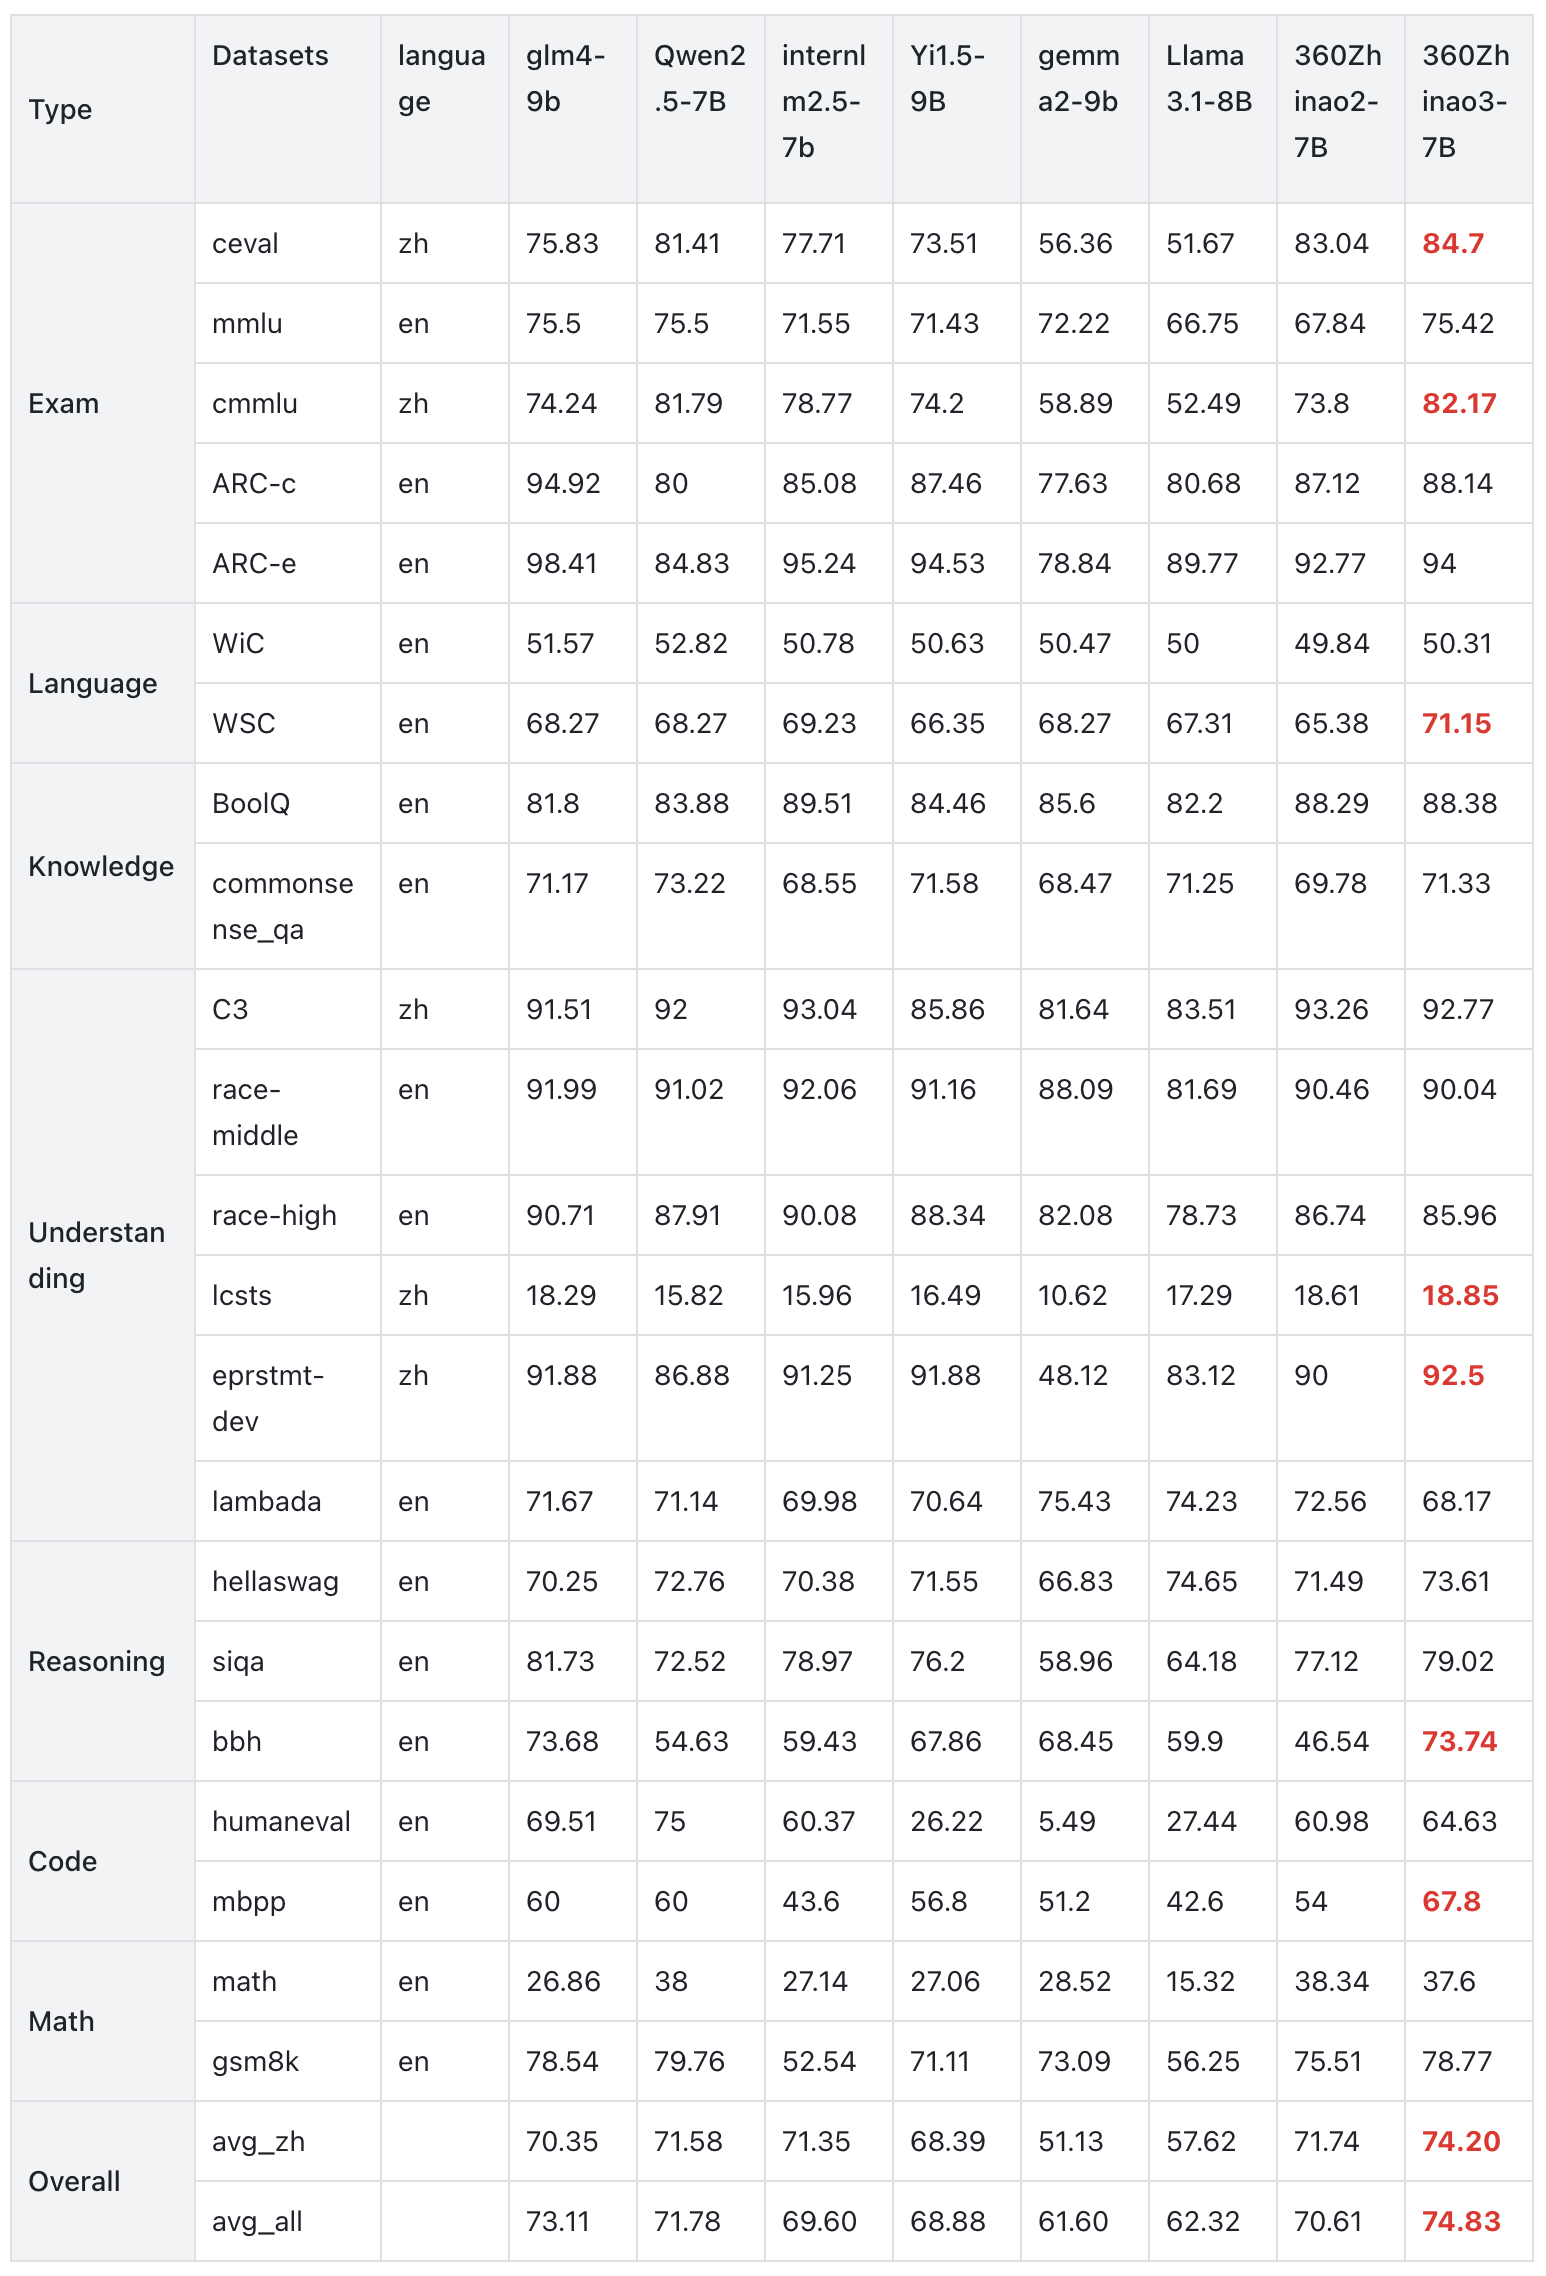 Type Datasets language glm4-9b Qwen2.5-7B internlm2.5-7b Yi1.5-9B gemma2-9b Llama3.1-8B 360Zhinao2-7B 360Zhinao3-7B
Exam ceval zh 75.83 81.41 77.71 73.51 56.36 51.67 83.04 84.7
mmlu en 75.5 75.5 71.55 71.43 72.22 66.75 67.84 75.42
cmmlu zh 74.24 81.79 78.77 74.2 58.89 52.49 73.8 82.17
ARC-c en 94.92 80 85.08 87.46 77.63 80.68 87.12 88.14
ARC-e en 98.41 84.83 95.24 94.53 78.84 89.77 92.77 94
Language WiC en 51.57 52.82 50.78 50.63 50.47 50 49.84 50.31
WSC en 68.27 68.27 69.23 66.35 68.27 67.31 65.38 71.15
Knowledge BoolQ en 81.8 83.88 89.51 84.46 85.6 82.2 88.29 88.38
commonsense_qa en 71.17 73.22 68.55 71.58 68.47 71.25 69.78 71.33
Understanding C3 zh 91.51 92 93.04 85.86 81.64 83.51 93.26 92.77
race-middle en 91.99 91.02 92.06 91.16 88.09 81.69 90.46 90.04
race-high en 90.71 87.91 90.08 88.34 82.08 78.73 86.74 85.96
lcsts zh 18.29 15.82 15.96 16.49 10.62 17.29 18.61 18.85
eprstmt-dev zh 91.88 86.88 91.25 91.88 48.12 83.12 90 92.5
lambada en 71.67 71.14 69.98 70.64 75.43 74.23 72.56 68.17
Reasoning hellaswag en 70.25 72.76 70.38 71.55 66.83 74.65 71.49 73.61
siqa en 81.73 72.52 78.97 76.2 58.96 64.18 77.12 79.02
bbh en 73.68 54.63 59.43 67.86 68.45 59.9 46.54 73.74
Code humaneval en 69.51 75 60.37 26.22 5.49 27.44 60.98 64.63
mbpp en 60 60 43.6 56.8 51.2 42.6 54 67.8
Math math en 26.86 38 27.14 27.06 28.52 15.32 38.34 37.6
gsm8k en 78.54 79.76 52.54 71.11 73.09 56.25 75.51 78.77
Overall avg_zh 70.35 71.58 71.35 68.39 51.13 57.62 71.74 74.20
avg_all 73.11 71.78 69.60 68.88 61.60 62.32 70.61 74.83